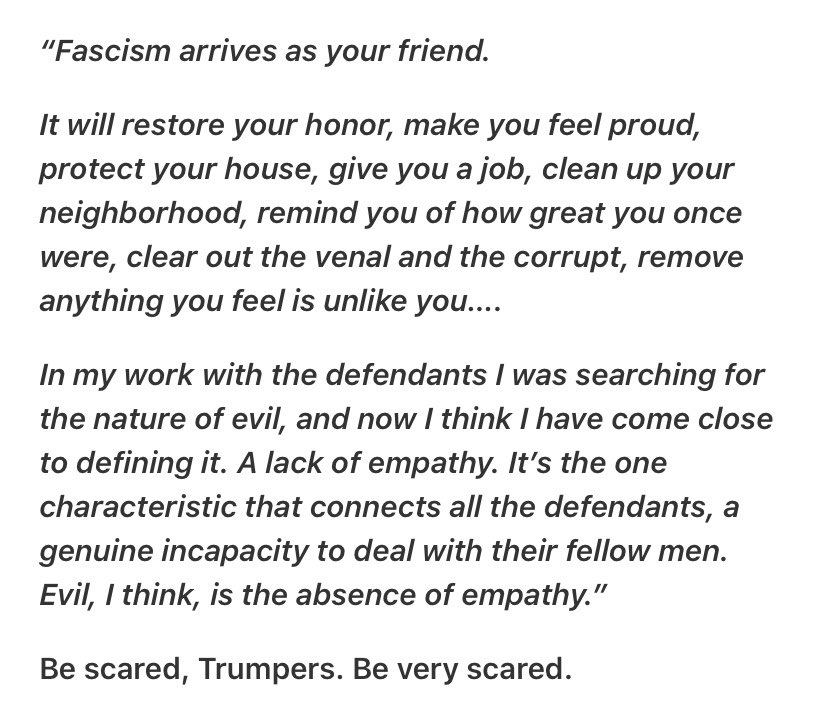 “Fascism arrives as your friend.
It will restore your honor, make you feel proud,
protect your house, give you a job, clean up your
neighborhood, remind you of how great you once
were, clear out the venal and the corrupt, remove
anything you feel is unlike you....
In my work with the defendants I was searching for
the nature of evil, and now I think I have come close
to defining it. A lack of empathy. It’s the one
characteristic that connects all the defendants, a
genuine incapacity to deal with their fellow men.
Evil, I think, is the absence of empathy.”
Be scared, Trumpers. Be very scared.